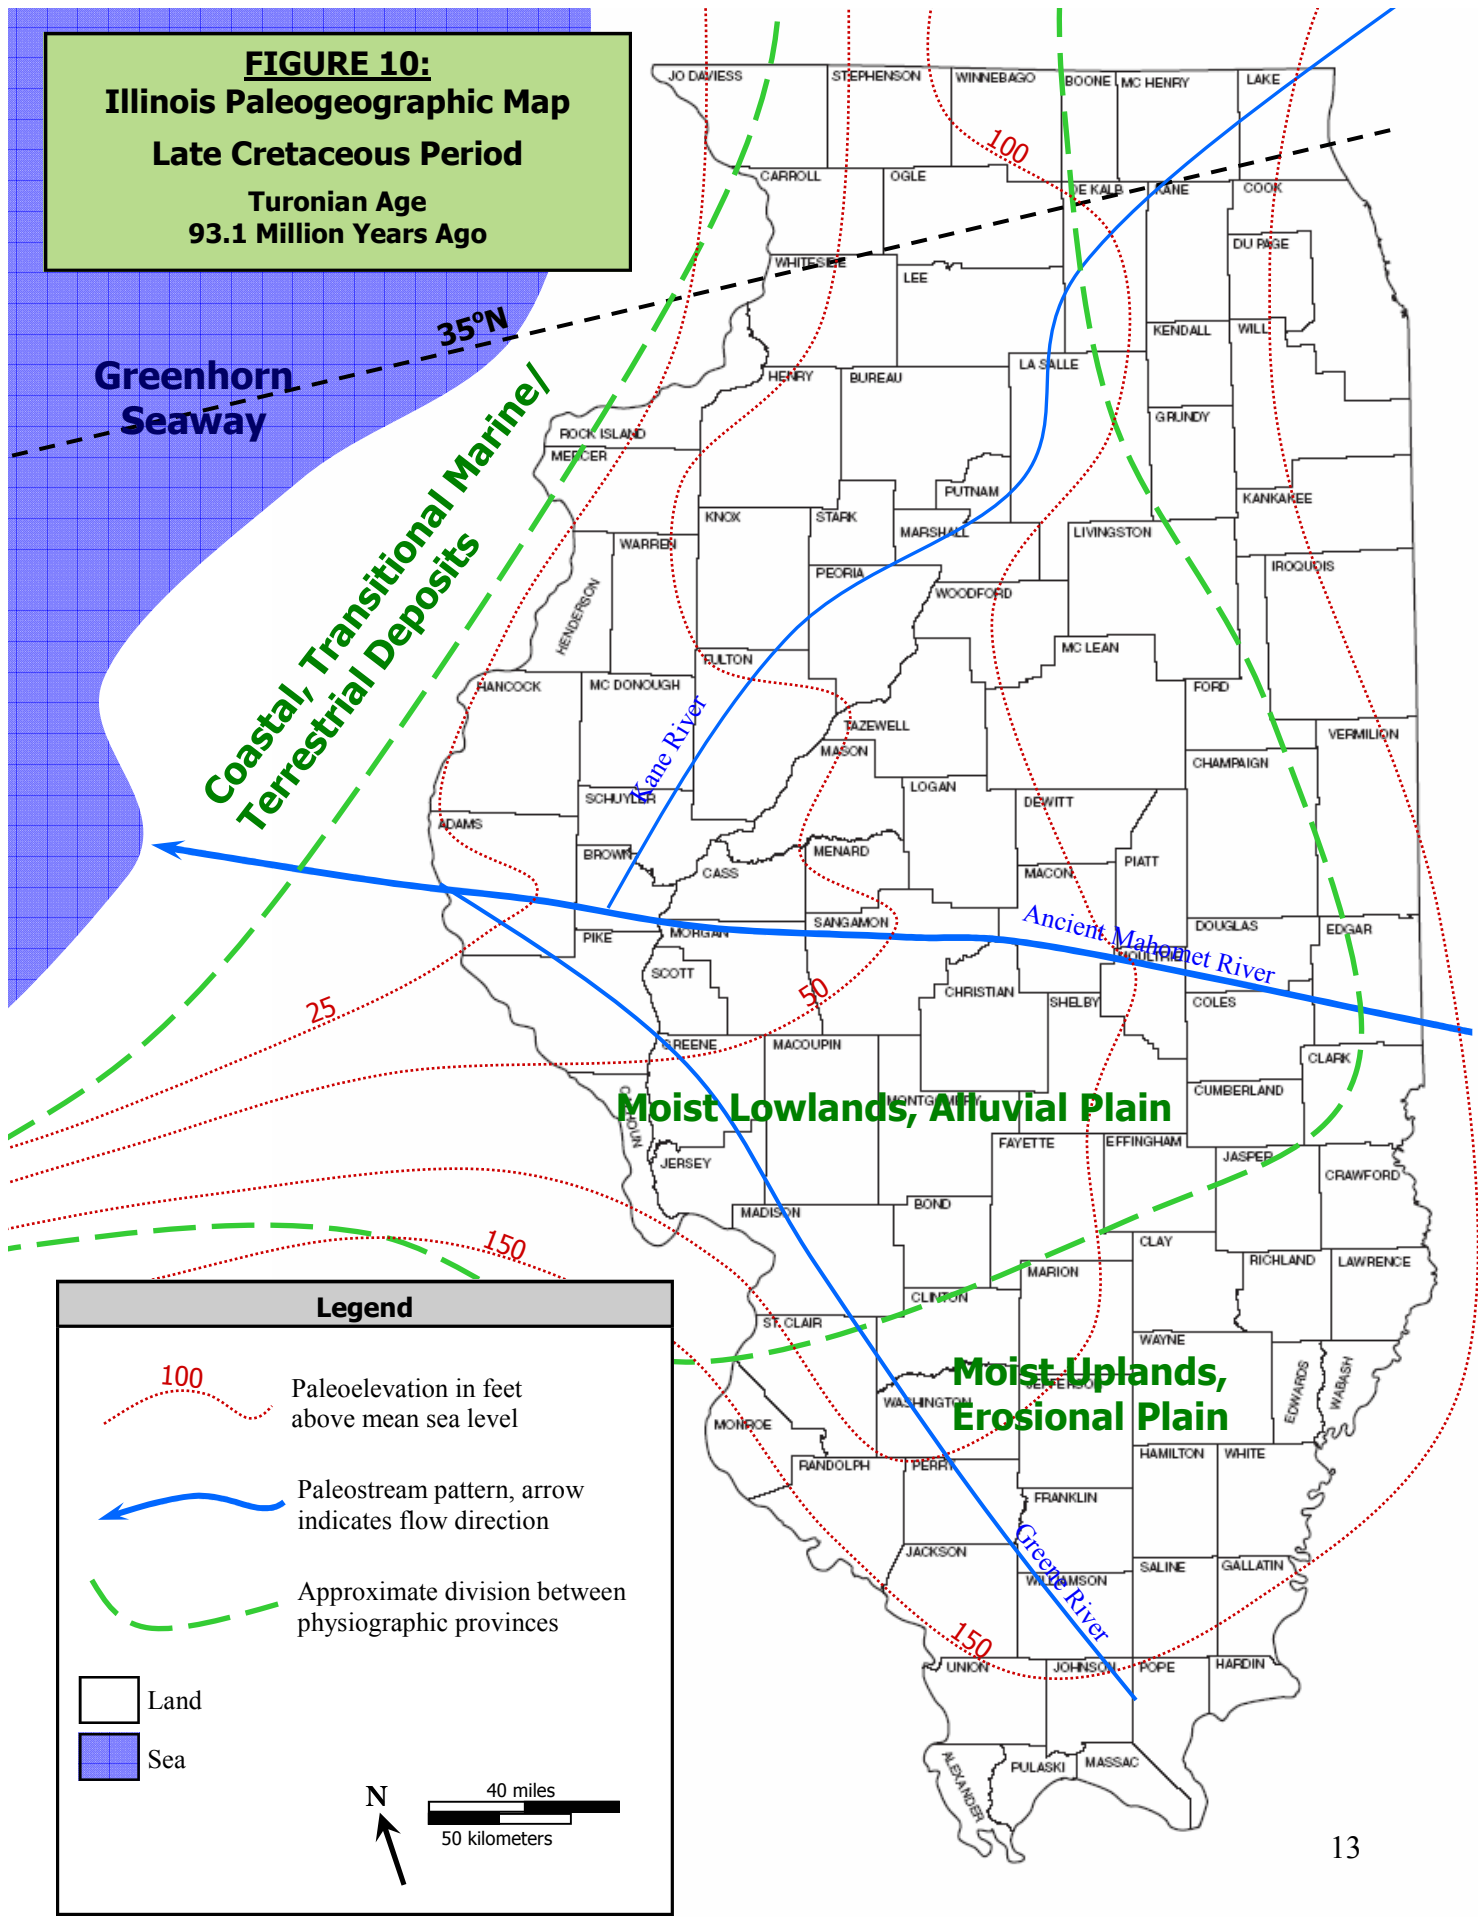 FIGURE 10:
Illinois Paleogeographic Map
Late Cretaceous Period
Turonian Age
93.1 Million Years Ago
JO DAVIESS
STEPHENSON
WINNEBAGO
BOONE
MC HENRY
LAKE
100
CARROLL
OGLE
DE KALB
KANE
COOK
DU PAGE
WHITESIDE
LEE
35°N
KENDALL
WILL
Greenhorn
Seaway
HENRY
BUREAU
LA SALLE
GRUNDY
ROCK ISLAND
MERCER
PUTNAM
KANKAKEE
KNOX
STARK
MARSHALL
LIVINGSTON
WARREN
Coastal, Transitional Marine/
Terrestrial Deposits
PEORIA
IROQUOIS
WOODFORD
HENDERSON
FULTON
MC LEAN
HANCOCK
MC DONOUGH
FORD
TAZEWELL
VERMILION
Kane River
MASON
CHAMPAIGN
LOGAN
SCHUYLER
DEWITT
ADAMS
BROWN
MENARD
PIATT
CASS
MACON
Ancient Mahomet River
SANGAMON
MORGAN
DOUGLAS
EDGAR
PIKE
MOULTRIE
SCOTT
25
50
CHRISTIAN
SHELBY
COLES
GREENE
MACOUPIN
CLARK
CALHOUN
MONTGOMERY
CUMBERLAND
Moist Lowlands, Alluvial Plain
FAYETTE
EFFINGHAM
JASPER
JERSEY
CRAWFORD
MADISON
BOND
150
CLAY
RICHLAND
LAWRENCE
MARION
CLINTON
ST. CLAIR
WAYNE
Moist Uplands,
Erosional Plain
JEFFERSON
EDWARDS
WABASH
WASHINGTON
MONROE
RANDOLPH
PERRY
HAMILTON
WHITE
FRANKLIN
Greene River
JACKSON
WILLIAMSON
SALINE
GALLATIN
150
UNION
JOHNSON
POPE
HARDIN
ALEXANDER
PULASKI
MASSAC
Legend
100
Paleoelevation in feet
above mean sea level
Paleostream pattern, arrow
indicates flow direction
Approximate division between
physiographic provinces
Land
Sea
N
40 miles
50 kilometers
13